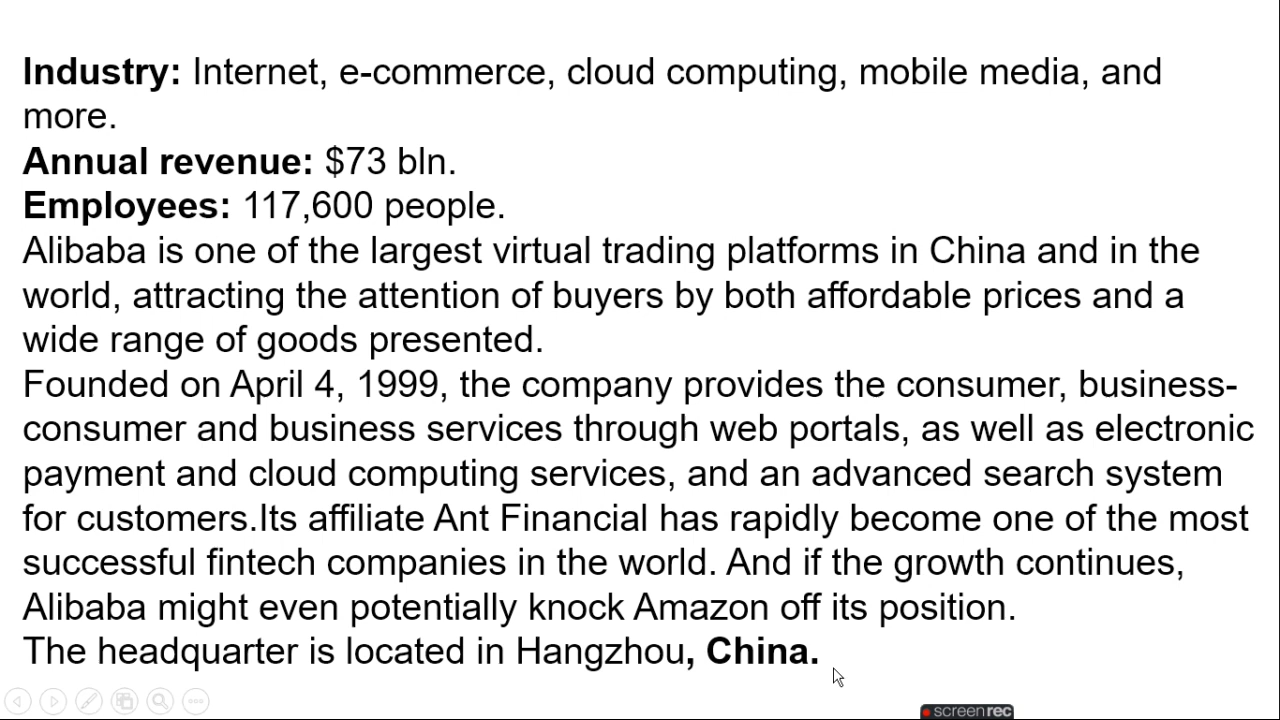 Industry: Internet, e-commerce, cloud computing, mobile media, and
more.
Annual revenue: $73 bln.
Employees: 117,600 people.
Alibaba is one of the largest virtual trading platforms in China and in the
world, attracting the attention of buyers by both affordable prices and a
wide range of goods presented.
Founded on April 4, 1999, the company provides the consumer, business-
consumer and business services through web portals, as well as electronic
payment and cloud computing services, and an advanced search system
for customers.Its affiliate Ant Financial has rapidly become one of the most
successful fintech companies in the world. And if the growth continues,
Alibaba might even potentially knock Amazon off its position.
The headquarter is located in Hangzhou, China.
screenrec